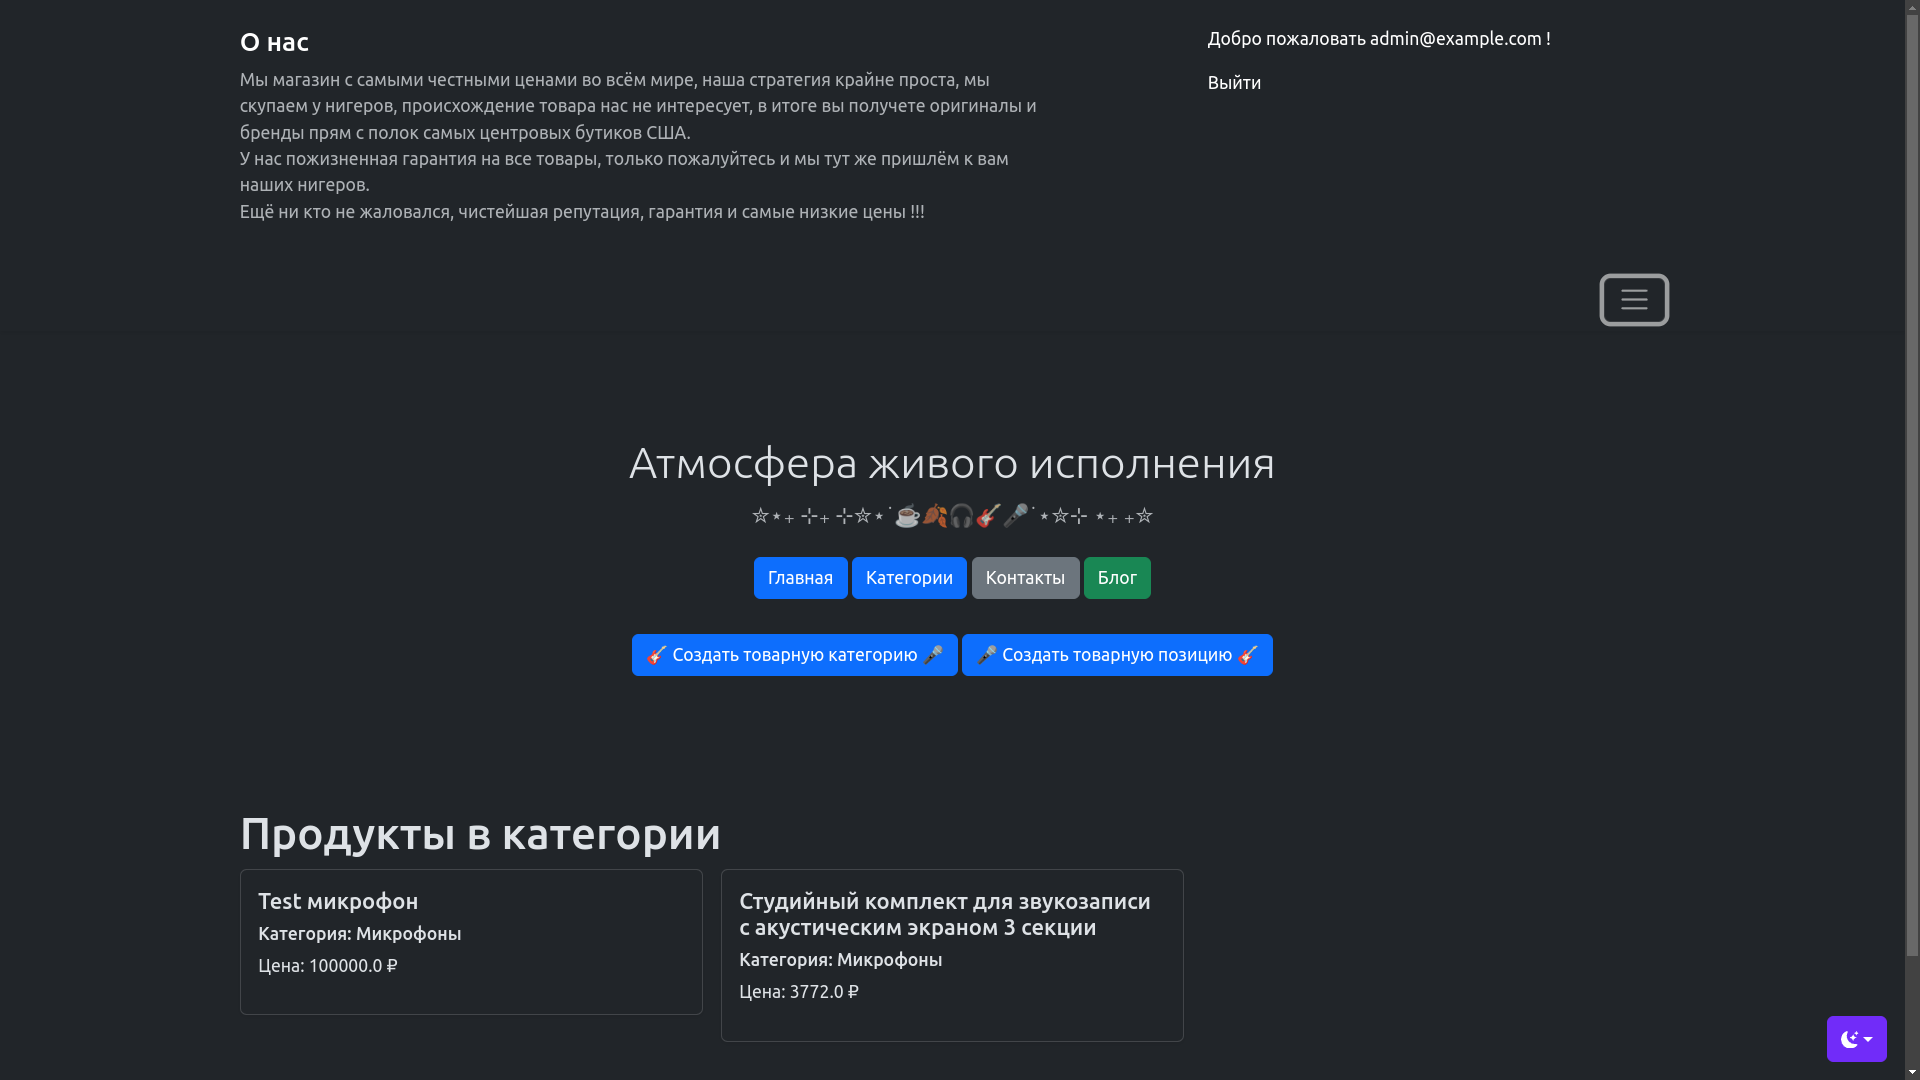 О нас
Мы магазин с самыми честными ценами во всём мире, наша стратегия крайне проста, мы
скупаем у нигеров, происхождение товара нас не интересует, в итоге вы получете оригиналы и
бренды прям с полок самых центровых бутиков США.
У нас пожизненная гарантия на все товары, только пожалуйтесь и мы тут же пришлём к вам
наших нигеров.
Ещё ни кто не жаловался, чистейшая репутация, гарантия и самые низкие цены !!!
Добро пожаловать admin@example.com !
Выйти
Атмосфера живого исполнения
✮⋆₊ ⊹₊ ⊹✮⋆˙☕🍂🎧🎸🎤˙⋆✮⊹ ⋆₊ ₊✮
Главная Категории Контакты Блог
🎸 Создать товарную категорию 🎤 🎤 Создать товарную позицию 🎸
Продукты в категории
Test микрофон
Категория: Микрофоны
Цена: 100000.0 ₽
Студийный комплект для звукозаписи
с акустическим экраном 3 секции
Категория: Микрофоны
Цена: 3772.0 ₽